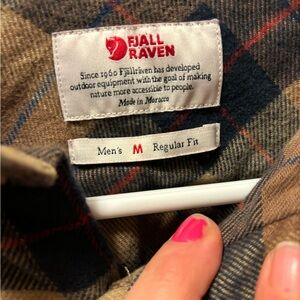 FJALL
RAVEN
Since 1960 Fjällräven has developed
outdoor equipment with the goal of making
nature more accessible to people.
Made in Morocco
Men's M Regular Fit